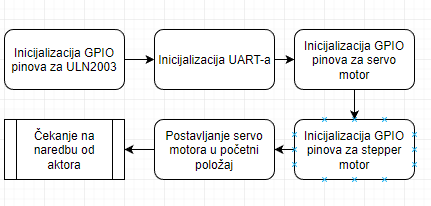 Inicijalizacija GPIO
pinova za ULN2003
Inicijalizacija UART-a
Inicijalizacija GPIO
pinova za servo
motor
Inicijalizacija GPIO
pinova za stepper
motor
Postavljanje servo
motora u početni
položaj
Čekanje na
naredbu od
aktora